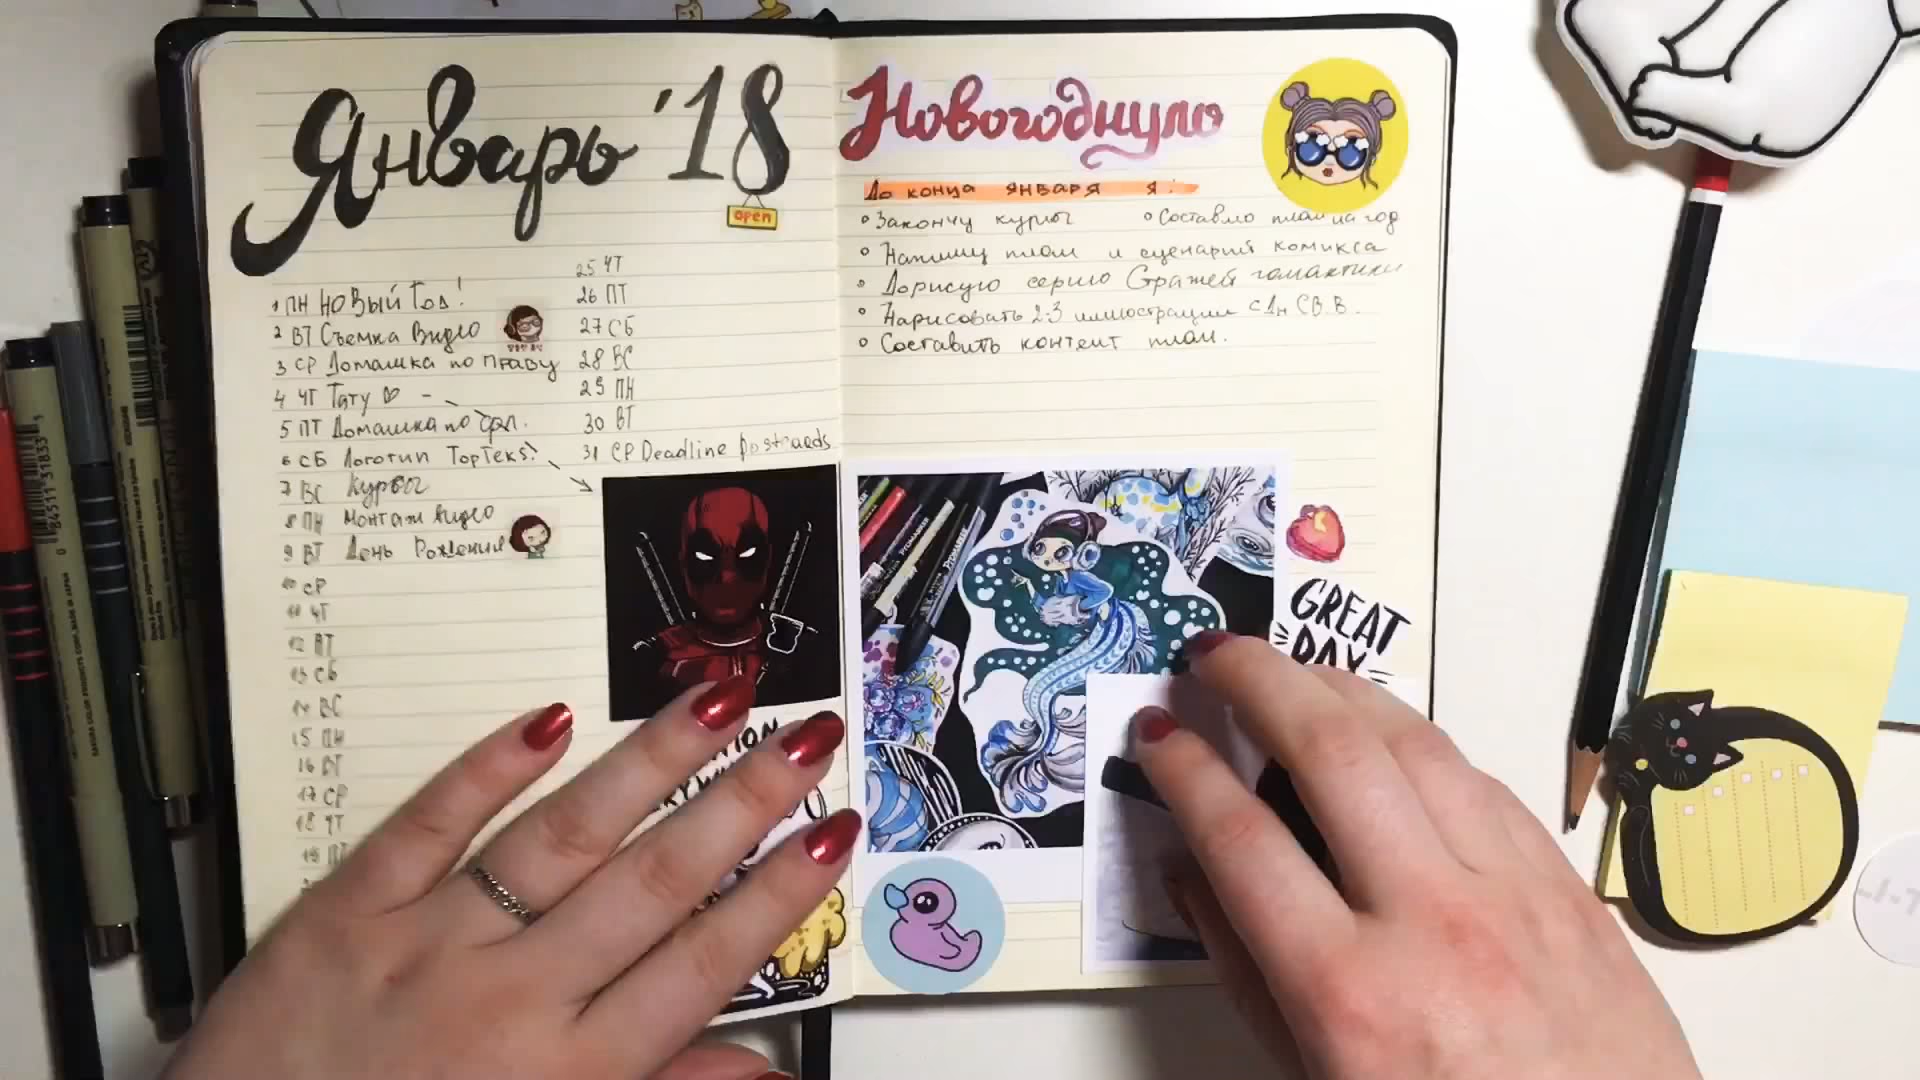 Январь '18
open
1 ПН Новый Год!
2 ВТ Съемка Видео
3 СР Домашка по праву
4 ЧТ Тату ♡ -
5 ПТ Домашка по
6 СБ Логотип
7 ВС Курсы
8 ПН Монтаж видео
9 ВТ День Рождения
10 СР
11 ЧТ
12 ПТ
13 СБ
14 ВС
15 ПН
16 ВТ
17 СР
18 ЧТ
19 ПТ
25 ЧТ
26 ПТ
27 СБ
28 ВС
29 ПН
30 ВТ
31 СР Deadline postcards
Новогоднуло
До конца января я:
° Закончу курсы ° Составлю план на год
° Напишу план и сценарий комикса
° Дорисую серию Стражей галактики
° Нарисовать 2-3 иллюстрации с Дн СВ.В.
° Составить контент план.
GREAT
DAY